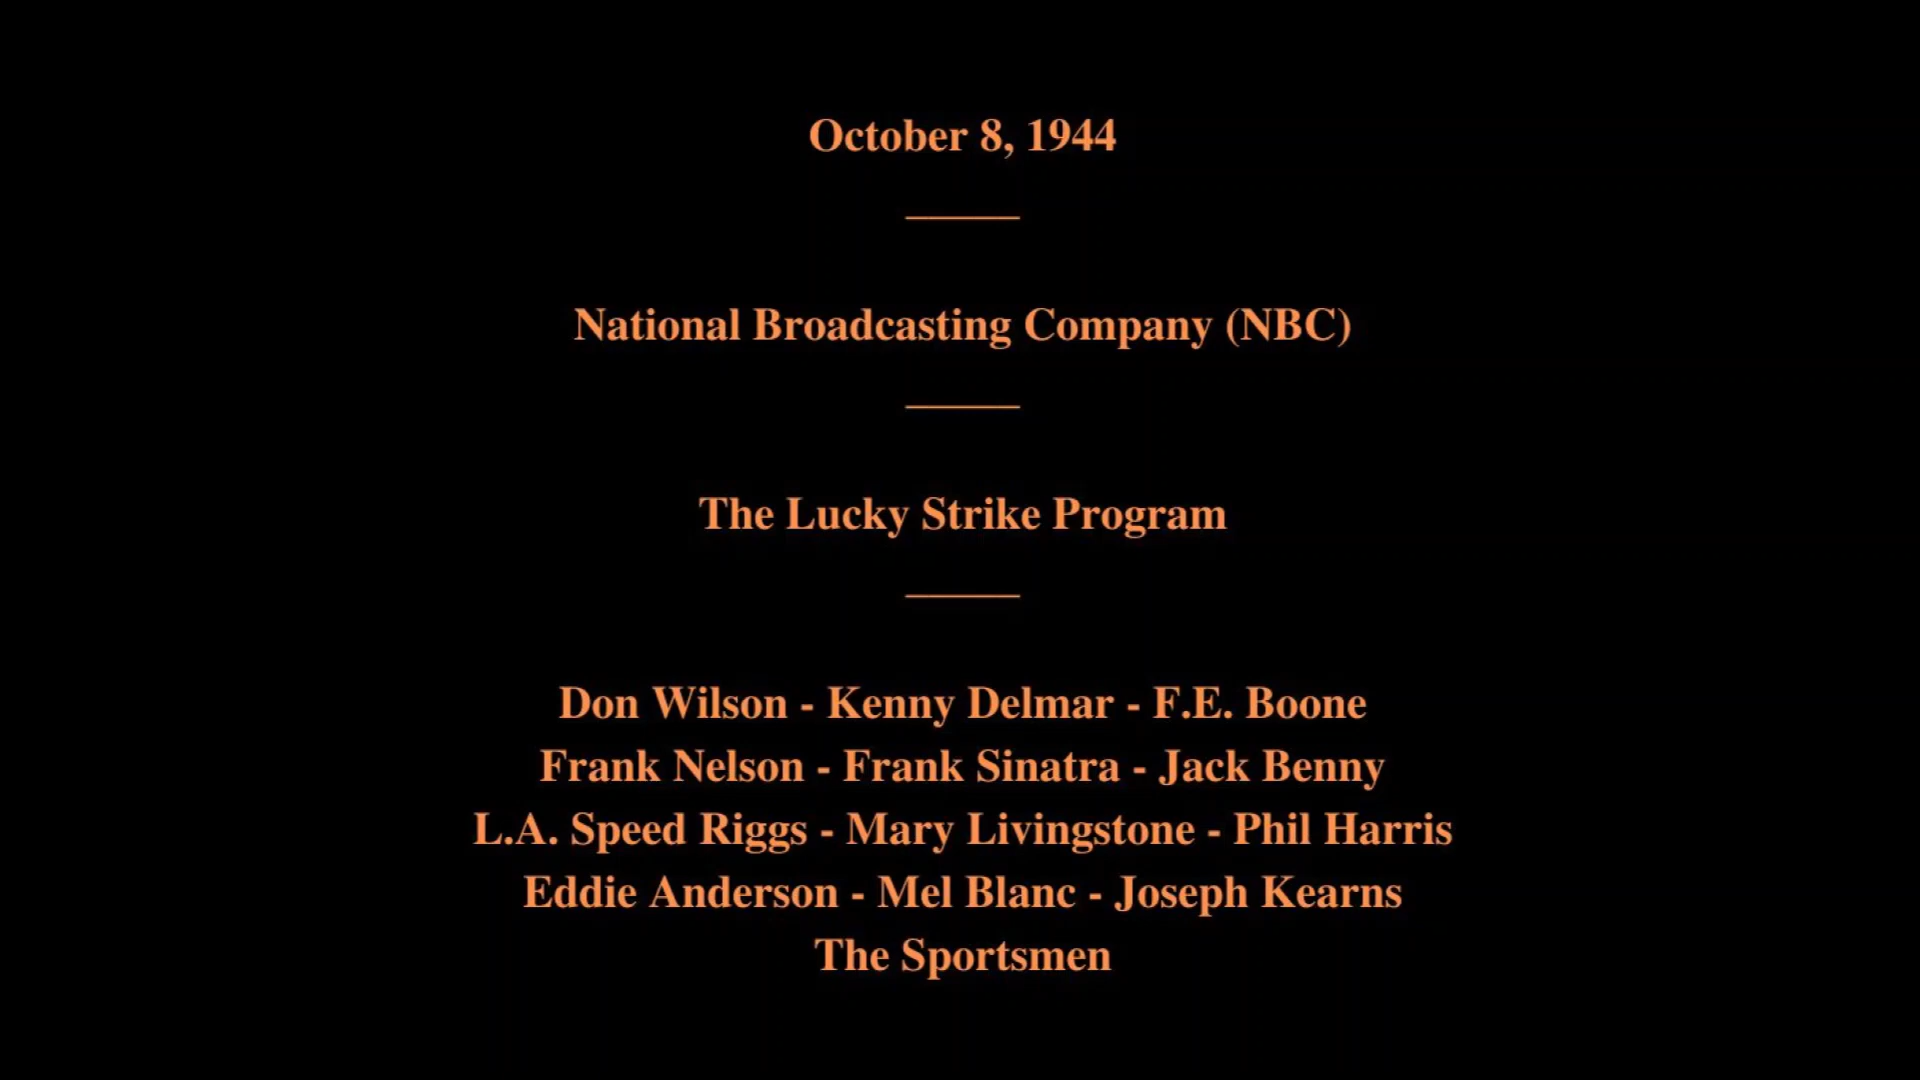 October 8, 1944
National Broadcasting Company (NBC)
The Lucky Strike Program
Don Wilson - Kenny Delmar - F.E. Boone
Frank Nelson - Frank Sinatra - Jack Benny
L.A. Speed Riggs - Mary Livingstone - Phil Harris
Eddie Anderson - Mel Blanc - Joseph Kearns
The Sportsmen